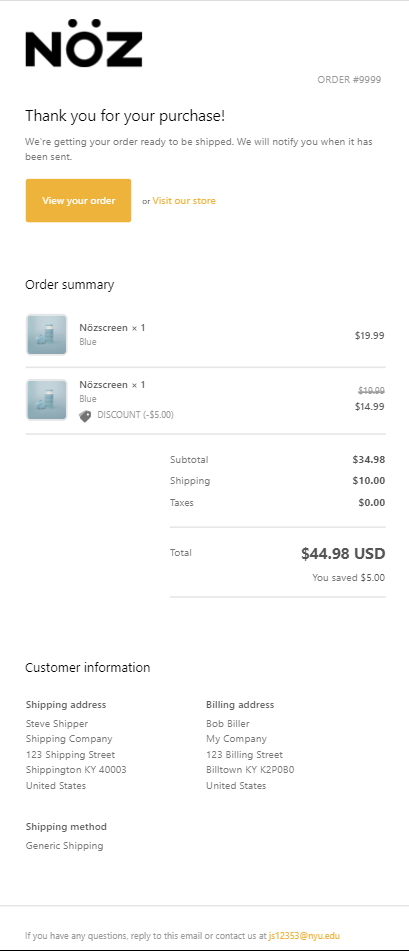 NÖZ
ORDER #9999
Thank you for your purchase!
We're getting your order ready to be shipped. We will notify you when it has
been sent.
View your order or Visit our store
Order summary
Nözscreen × 1
Blue
$19.99
Nözscreen × 1
Blue
DISCOUNT (-$5.00)
$19.99
$14.99
Subtotal $34.98
Shipping $10.00
Taxes $0.00
Total $44.98 USD
You saved $5.00
Customer information
Shipping address
Steve Shipper
Shipping Company
123 Shipping Street
Shippington KY 40003
United States
Billing address
Bob Biller
My Company
123 Billing Street
Billtown KY K2P0B0
United States
Shipping method
Generic Shipping
If you have any questions, reply to this email or contact us at js12353@nyu.edu